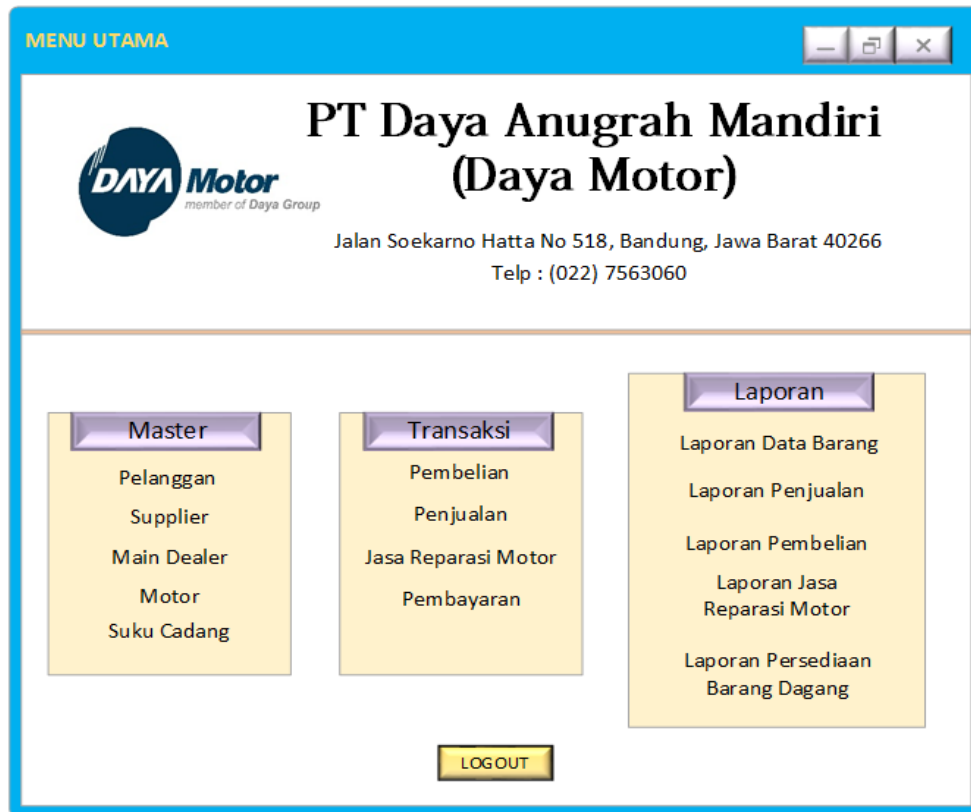 MENU UTAMA
PT Daya Anugrah Mandiri
(Daya Motor)
DAYA Motor
member of Daya Group
Jalan Soekarno Hatta No 518, Bandung, Jawa Barat 40266
Telp : (022) 7563060
Master
Pelanggan
Supplier
Main Dealer
Motor
Suku Cadang
Transaksi
Pembelian
Penjualan
Jasa Reparasi Motor
Pembayaran
Laporan
Laporan Data Barang
Laporan Penjualan
Laporan Pembelian
Laporan Jasa
Reparasi Motor
Laporan Persediaan
Barang Dagang
LOGOUT